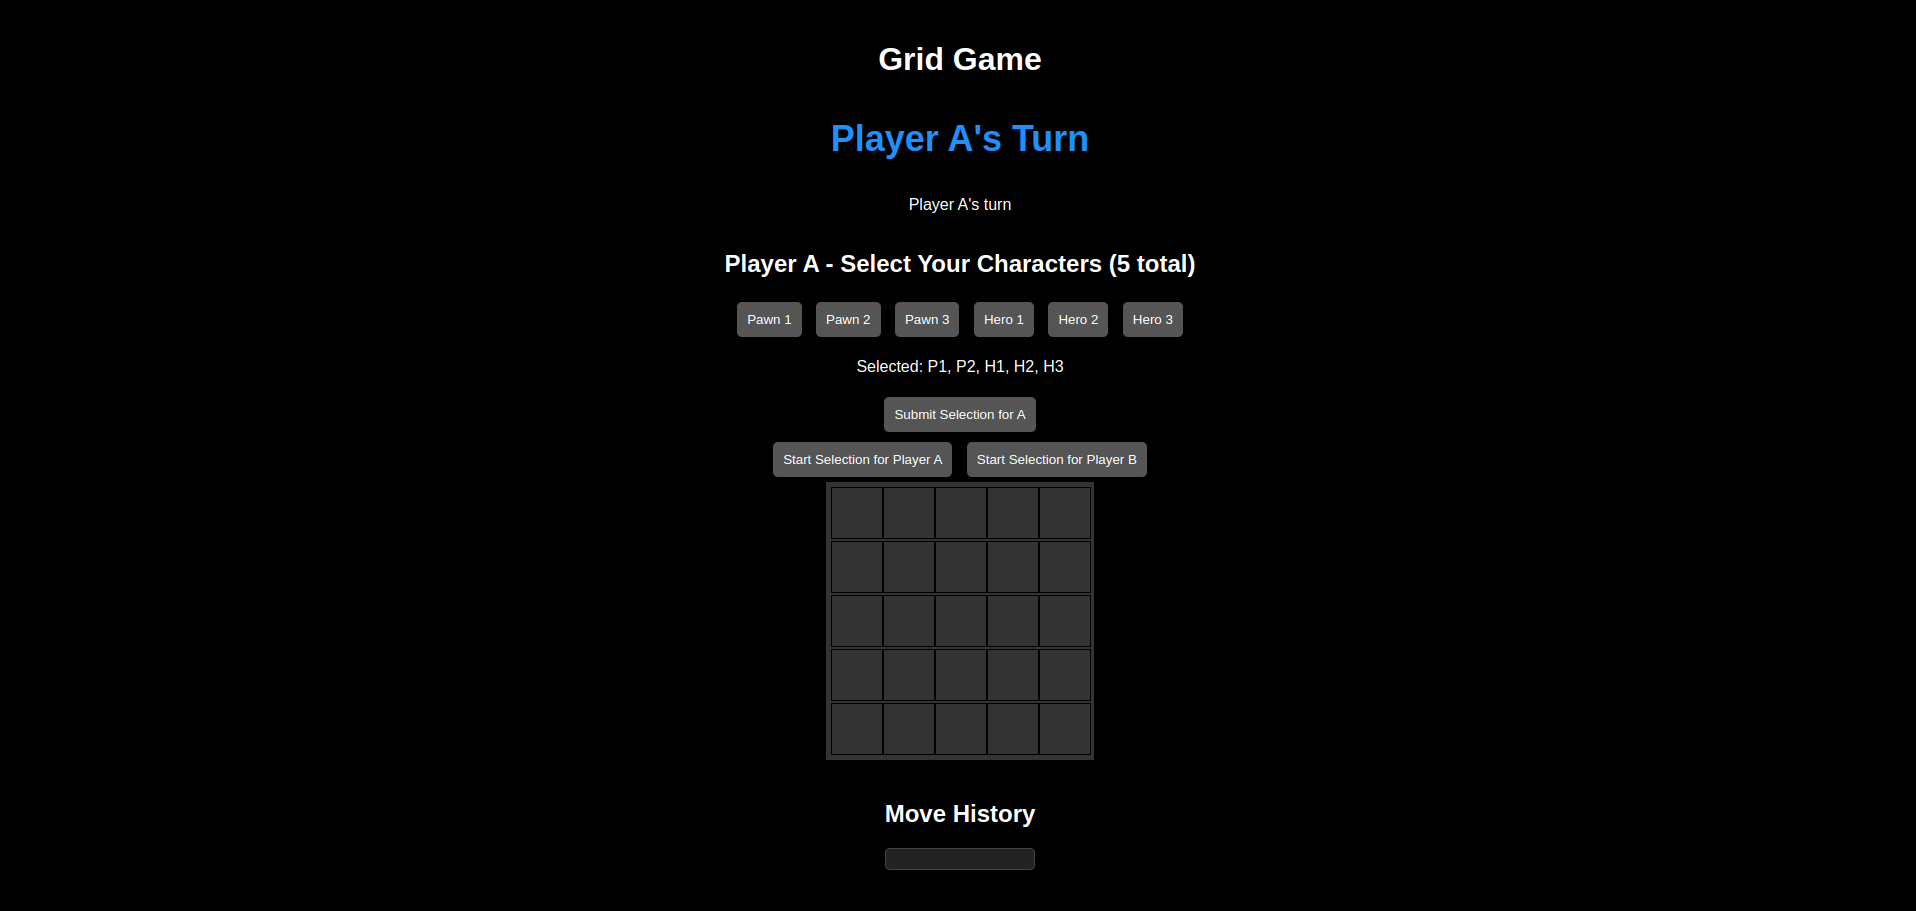 Grid Game
Player A's Turn
Player A's turn
Player A - Select Your Characters (5 total)
Pawn 1 Pawn 2 Pawn 3 Hero 1 Hero 2 Hero 3
Selected: P1, P2, H1, H2, H3
Submit Selection for A
Start Selection for Player A Start Selection for Player B
Move History